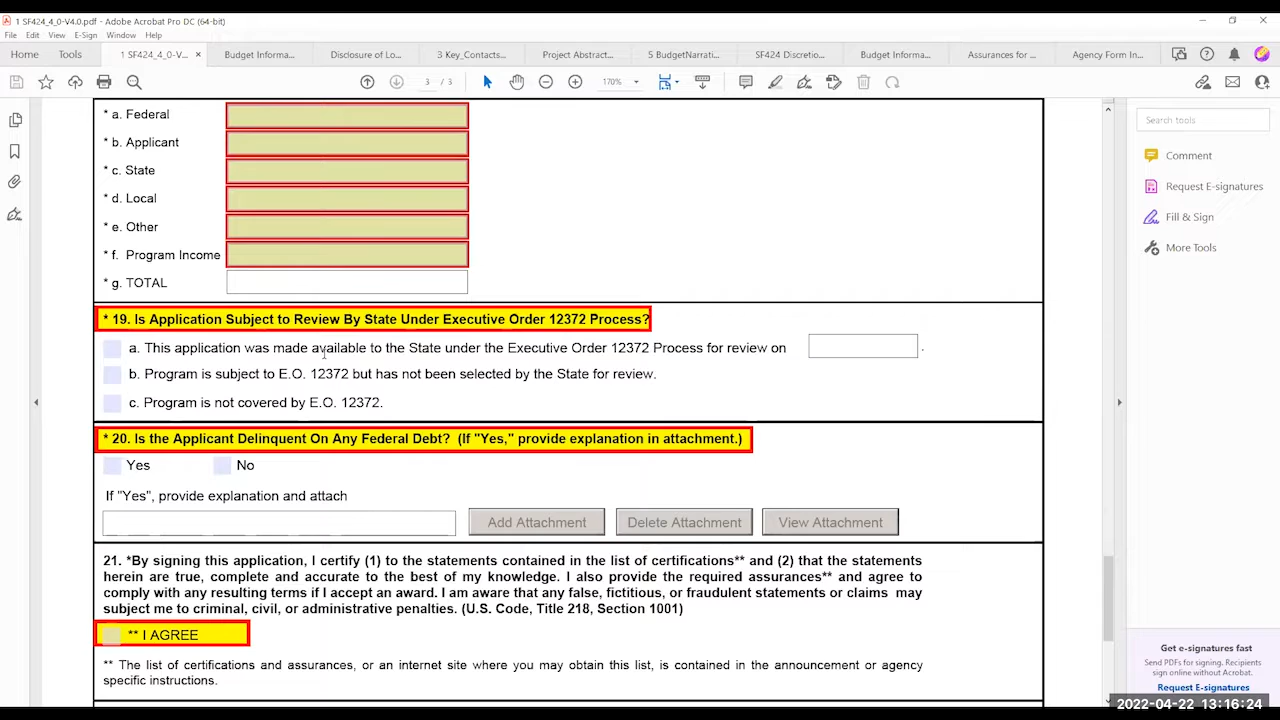 1 SF424_4_0-V4.0.pdf - Adobe Acrobat Pro DC (64-bit)
File Edit View E-Sign Window Help
Home Tools 1 SF424_4_0-V... × Budget Informa... Disclosure of Lo... 3 Key_Contacts... Project Abstract... 5 BudgetNarrati... SF424 Discretio... Budget Informa... Assurances for ... Agency Form In...
3 / 3 170%
* a. Federal
* b. Applicant
* c. State
* d. Local
* e. Other
* f. Program Income
* g. TOTAL
* 19. Is Application Subject to Review By State Under Executive Order 12372 Process?
a. This application was made available to the State under the Executive Order 12372 Process for review on .
b. Program is subject to E.O. 12372 but has not been selected by the State for review.
c. Program is not covered by E.O. 12372.
* 20. Is the Applicant Delinquent On Any Federal Debt? (If "Yes," provide explanation in attachment.)
Yes No
If "Yes", provide explanation and attach
Add Attachment Delete Attachment View Attachment
21. *By signing this application, I certify (1) to the statements contained in the list of certifications** and (2) that the statements
herein are true, complete and accurate to the best of my knowledge. I also provide the required assurances** and agree to
comply with any resulting terms if I accept an award. I am aware that any false, fictitious, or fraudulent statements or claims may
subject me to criminal, civil, or administrative penalties. (U.S. Code, Title 218, Section 1001)
** I AGREE
** The list of certifications and assurances, or an internet site where you may obtain this list, is contained in the announcement or agency
specific instructions.
Search tools
Comment
Request E-signatures
Fill & Sign
More Tools
Get e-signatures fast
Send PDFs for signing. Recipients
sign online without Acrobat.
Request E-signatures
2022-04-22 13:16:24